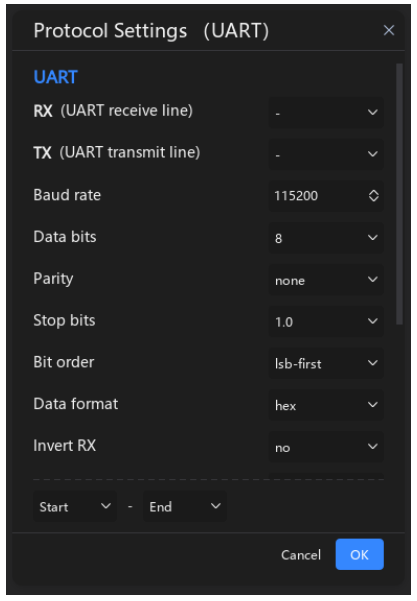 Protocol Settings (UART) ×
UART
RX (UART receive line) -
TX (UART transmit line) -
Baud rate 115200
Data bits 8
Parity none
Stop bits 1.0
Bit order lsb-first
Data format hex
Invert RX no
Start - End
Cancel OK